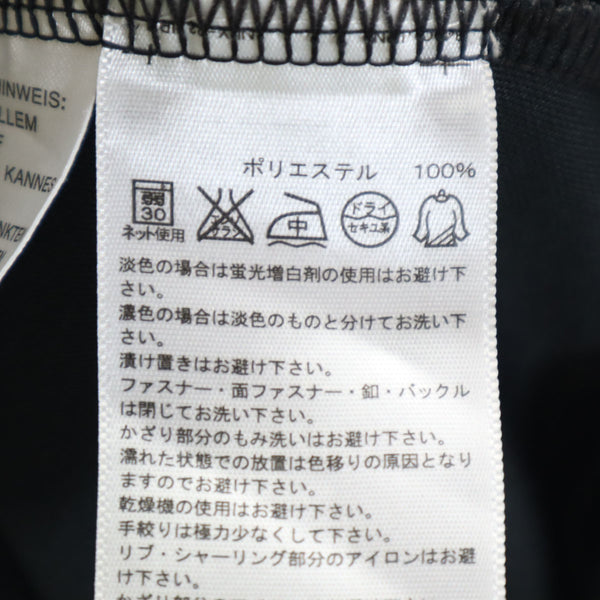 HINWEIS:
LLEM
KANNES
ポリエステル 100%
弱
30
ネット使用
エンソ
サラシ
中
ドライ
セキユ系
淡色の場合は蛍光増白剤の使用はお避け下
さい。
濃色の場合は淡色のものと分けてお洗い下
さい。
漬け置きはお避け下さい。
ファスナー・面ファスナー・釦・バックル
は閉じてお洗い下さい。
かざり部分のもみ洗いはお避け下さい。
濡れた状態での放置は色移りの原因となり
ますのでお避け下さい。
乾燥機の使用はお避け下さい。
手絞りは極力少なくして下さい。
リブ・シャーリング部分のアイロンはお避け
下さい。